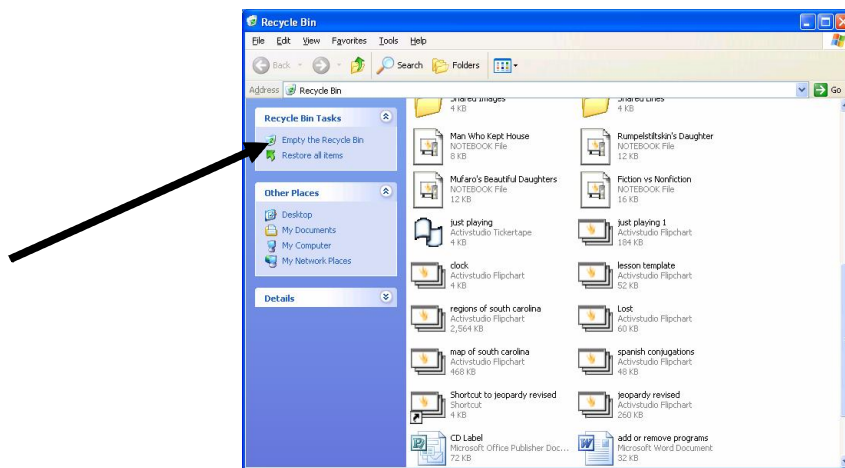 Recycle Bin
File Edit View Favorites Tools Help
Back Search Folders
Address Recycle Bin Go
Recycle Bin Tasks
Empty the Recycle Bin
Restore all items
Other Places
Desktop
My Documents
My Computer
My Network Places
Details
Shared Images
4 KB
Shared Lines
4 KB
Man Who Kept House
NOTEBOOK File
8 KB
Rumpelstiltskin's Daughter
NOTEBOOK File
12 KB
Mufaro's Beautiful Daughters
NOTEBOOK File
12 KB
Fiction vs Nonfiction
NOTEBOOK File
16 KB
just playing
Activstudio Tickertape
4 KB
just playing 1
Activstudio Flipchart
184 KB
clock
Activstudio Flipchart
4 KB
lesson template
Activstudio Flipchart
52 KB
regions of south carolina
Activstudio Flipchart
2,564 KB
Lost
Activstudio Flipchart
60 KB
map of south carolina
Activstudio Flipchart
468 KB
spanish conjugations
Activstudio Flipchart
48 KB
Shortcut to jeopardy revised
Shortcut
4 KB
jeopardy revised
Activstudio Flipchart
260 KB
CD Label
Microsoft Office Publisher Doc...
72 KB
add or remove programs
Microsoft Word Document
32 KB